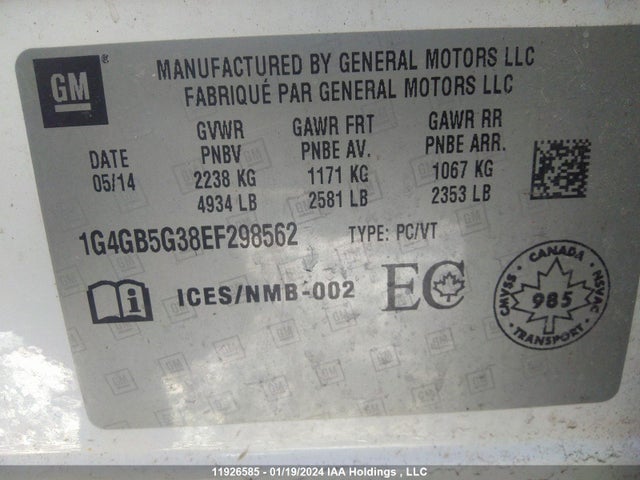 GM ®
MANUFACTURED BY GENERAL MOTORS LLC
FABRIQUÉ PAR GENERAL MOTORS LLC
GVWR GAWR FRT GAWR RR
DATE PNBV PNBE AV. PNBE ARR.
05/14 2238 KG 1171 KG 1067 KG
4934 LB 2581 LB 2353 LB
1G4GB5G38EF298562 TYPE: PC/VT
i ICES/NMB-002 EC
CANADA
CMVSS 985 NSVAC
TRANSPORT
11926585 - 01/19/2024 IAA Holdings , LLC